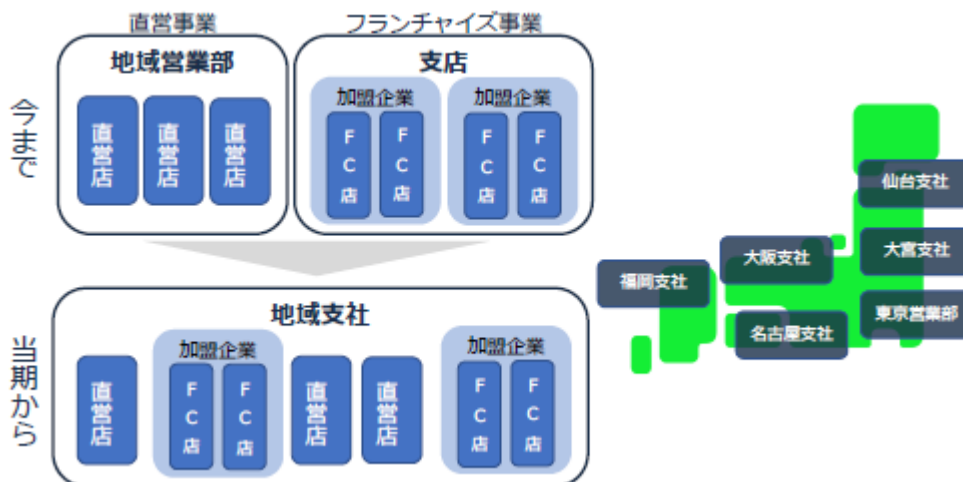 直営事業
フランチャイズ事業
今まで
地域営業部
直営店
直営店
直営店
支店
加盟企業
FC店
FC店
加盟企業
FC店
FC店
当期から
地域支社
直営店
加盟企業
FC店
FC店
直営店
直営店
加盟企業
FC店
FC店
仙台支社
大宮支社
大阪支社
福岡支社
東京営業部
名古屋支社